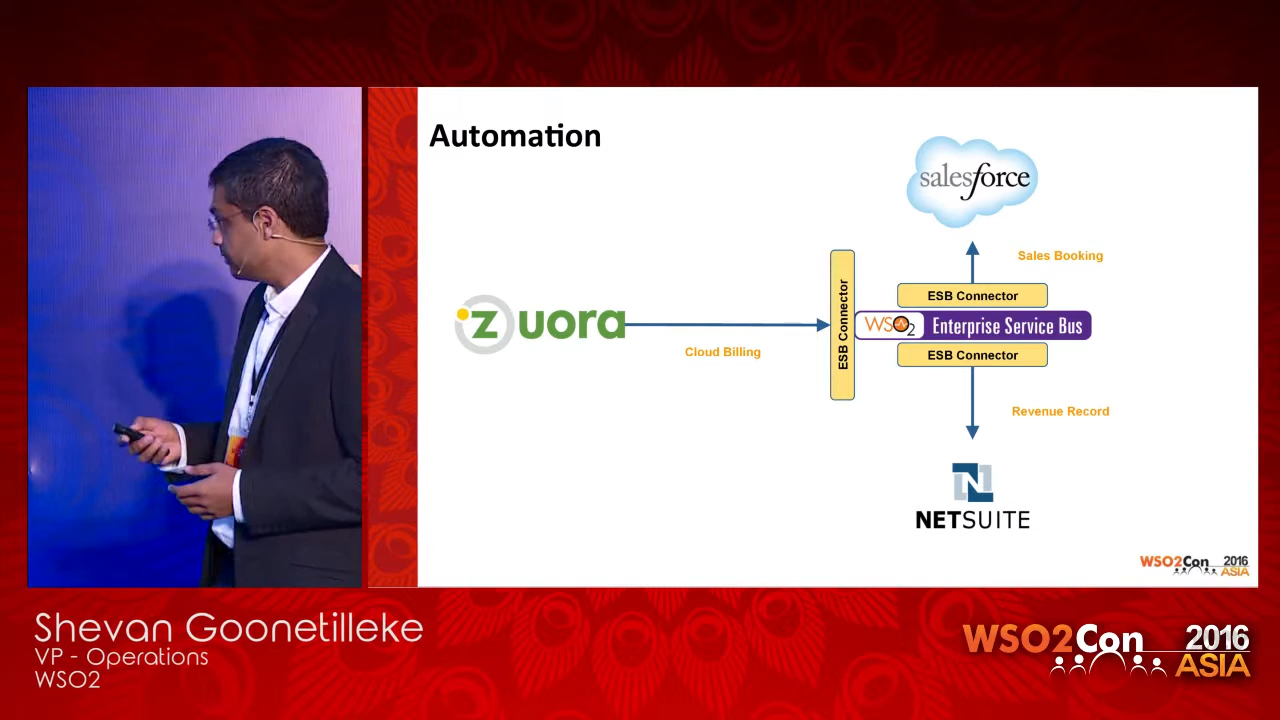 Automation
salesforce
Sales Booking
ESB Connector
ESB Connector
WSO2 Enterprise Service Bus
zuora
Cloud Billing
ESB Connector
Revenue Record
NETSUITE
WSO2Con 2016
ASIA
Shevan Goonetilleke
VP - Operations
WSO2
WSO2Con 2016
ASIA